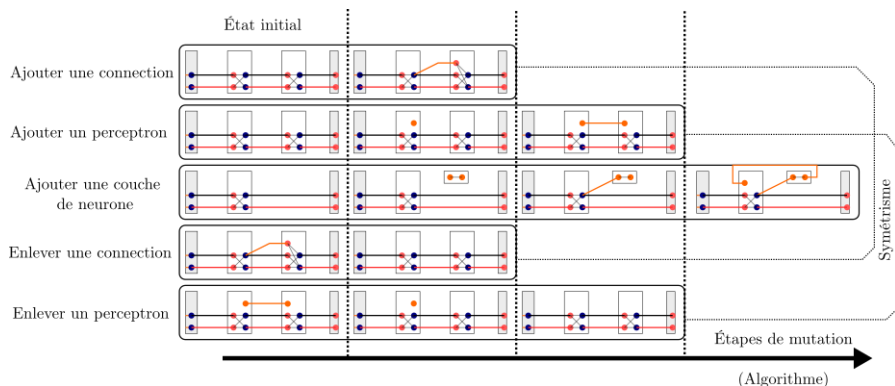 État initial
Ajouter une connection
Ajouter un perceptron
Ajouter une couche
de neurone
Enlever une connection
Enlever un perceptron
Symétrisme
Étapes de mutation
(Algorithme)